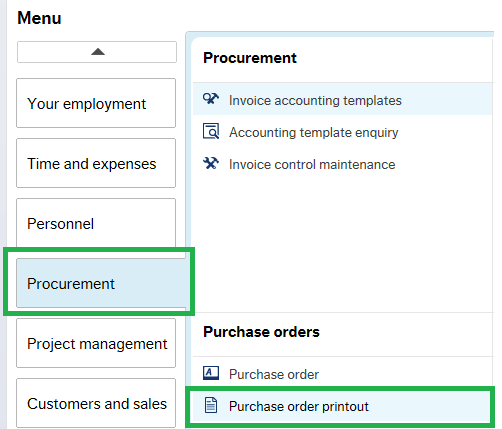 Menu
Your employment
Time and expenses
Personnel
Procurement
Project management
Customers and sales
Procurement
Invoice accounting templates
Accounting template enquiry
Invoice control maintenance
Purchase orders
Purchase order
Purchase order printout